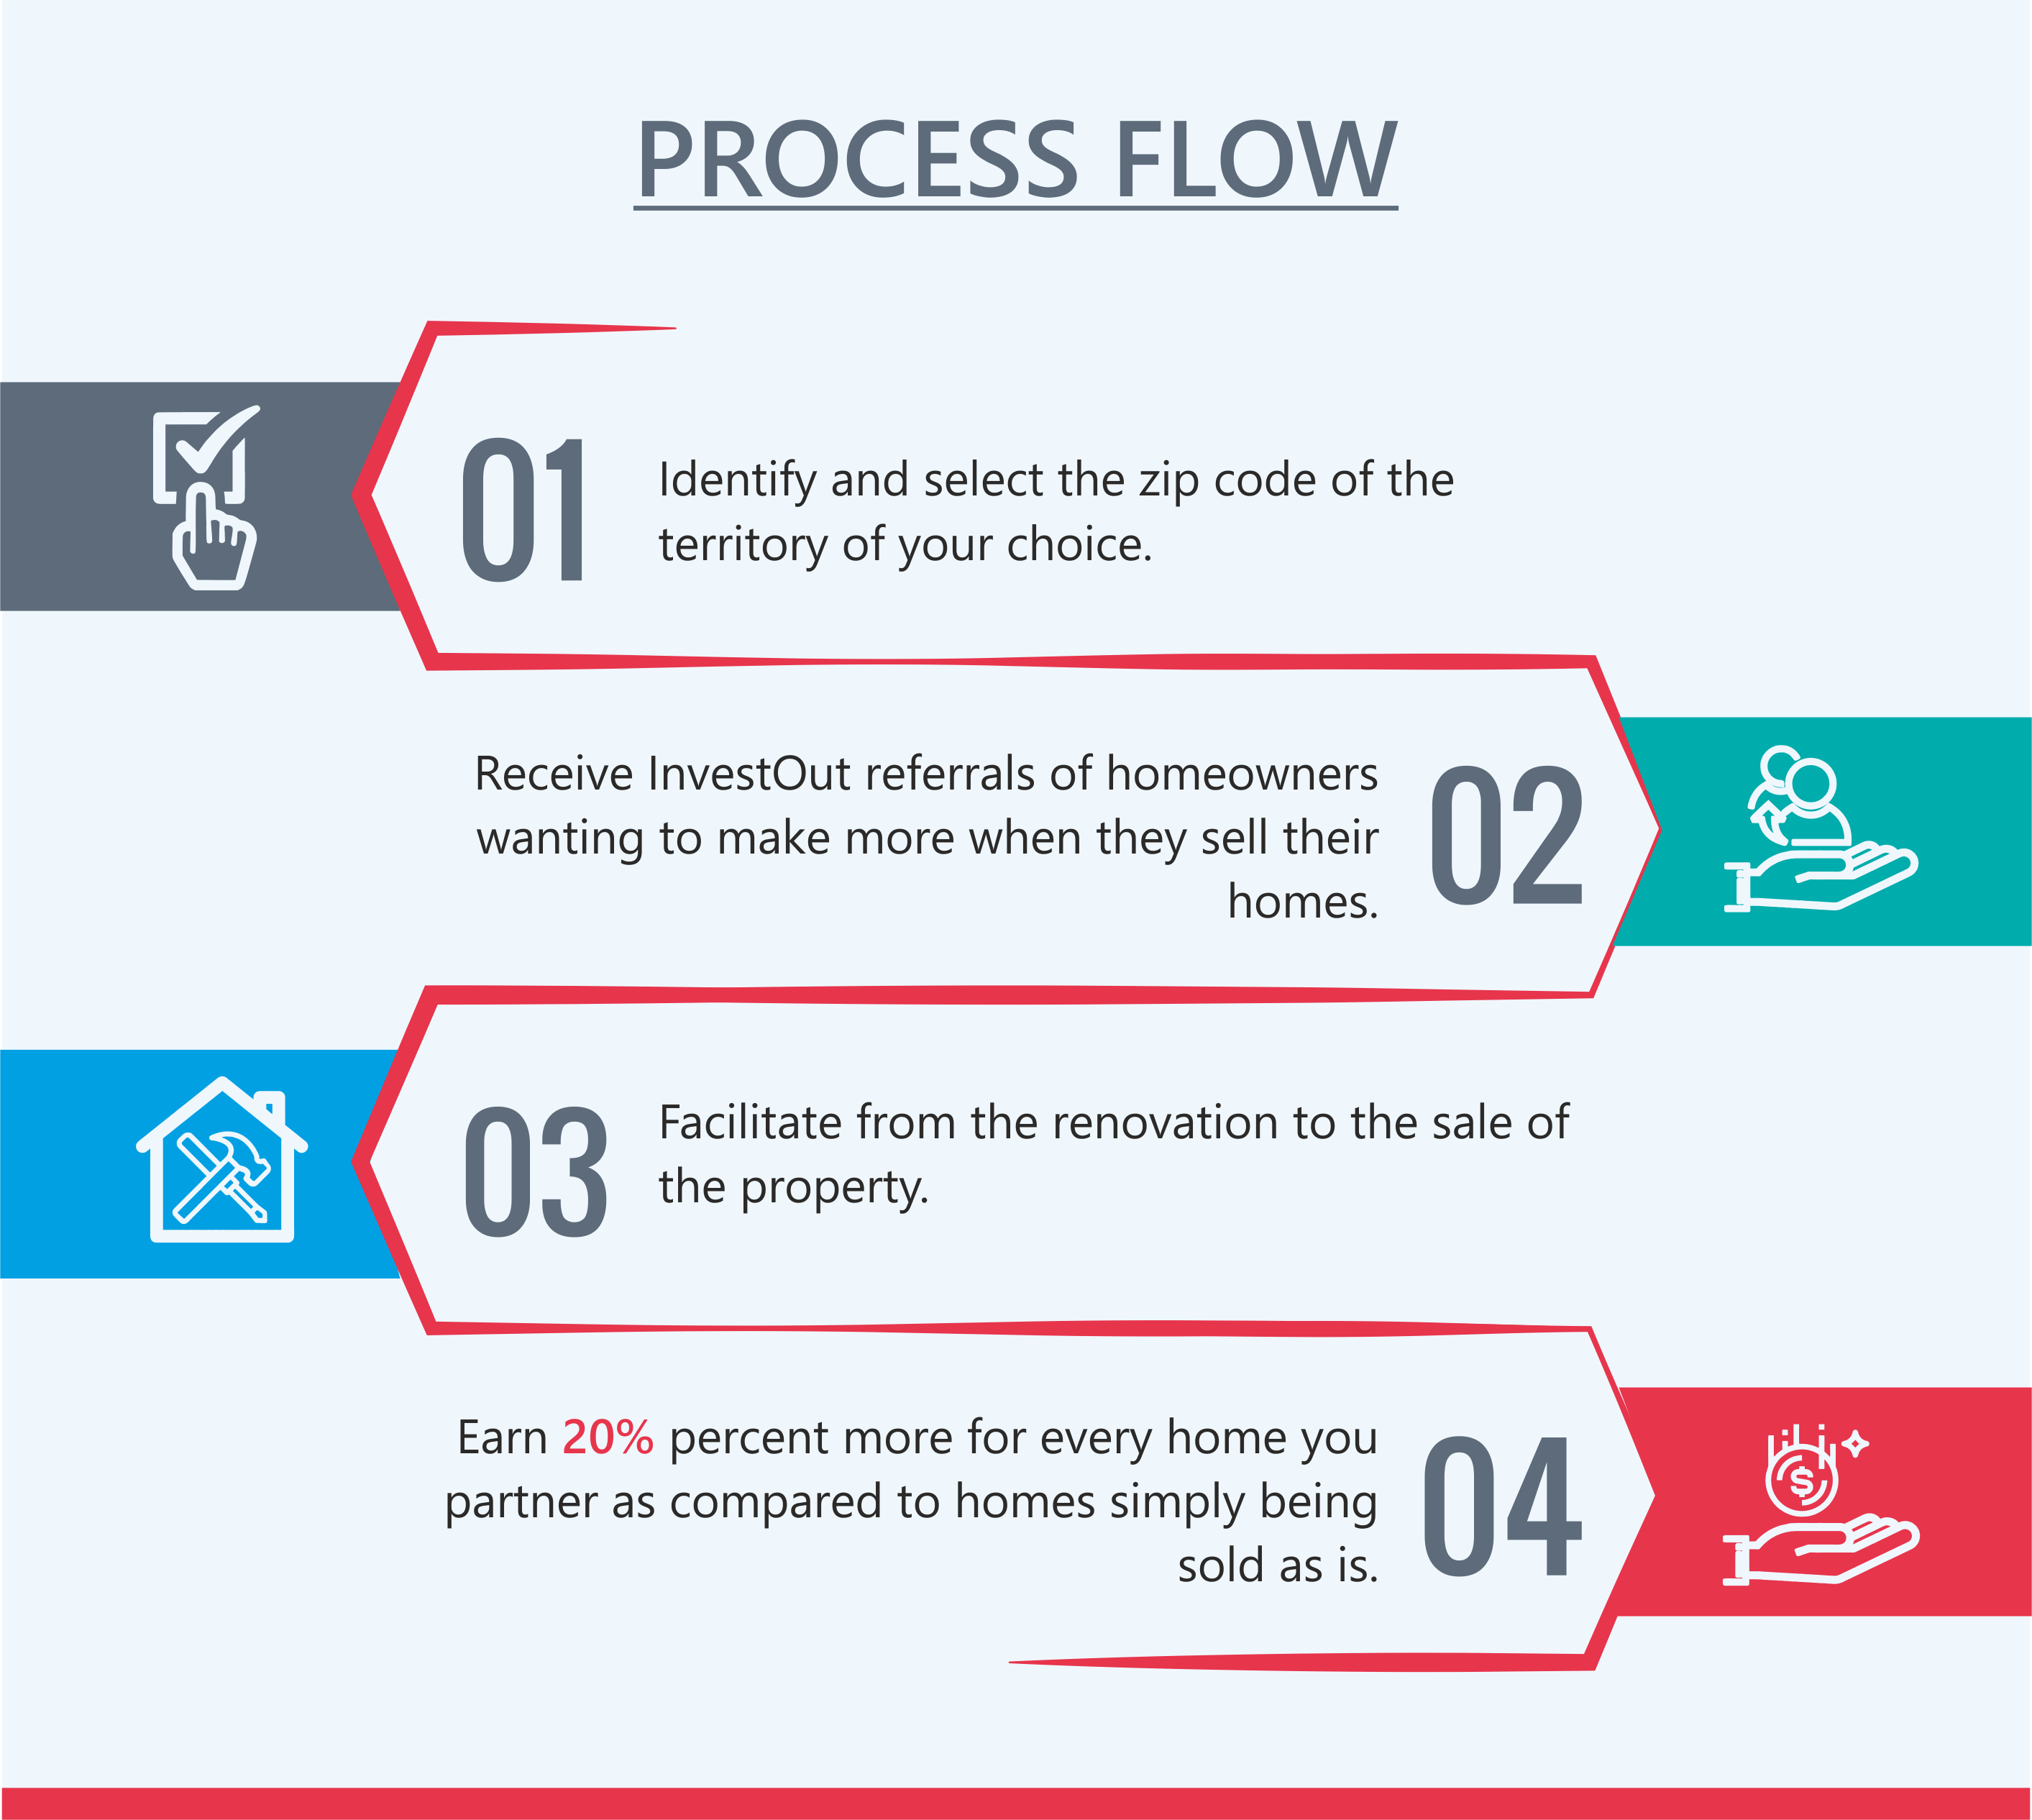 PROCESS FLOW
01
Identify and select the zip code of the
territory of your choice.
Receive InvestOut referrals of homeowners
wanting to make more when they sell their
homes.
02
03
Facilitate from the renovation to the sale of
the property.
Earn 20% percent more for every home you
partner as compared to homes simply being
sold as is.
04
$